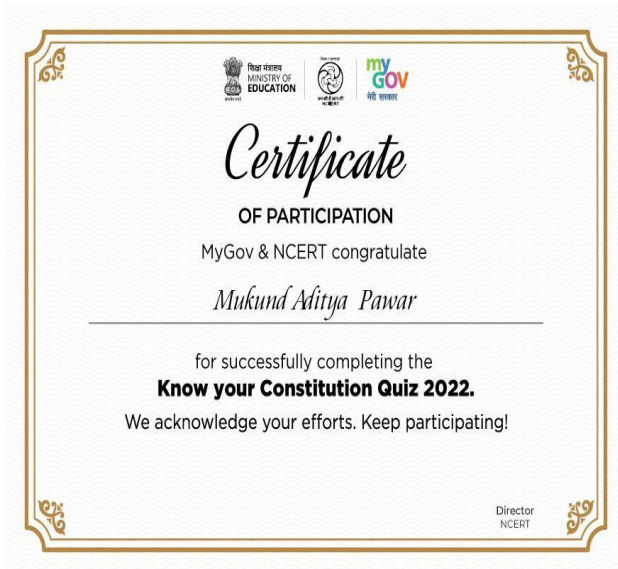 शिक्षा मंत्रालय
MINISTRY OF
EDUCATION
my
GOV
मेरी सरकार
NCERT
Certificate
OF PARTICIPATION
MyGov & NCERT congratulate
Mukund Aditya Pawar
for successfully completing the
Know your Constitution Quiz 2022.
We acknowledge your efforts. Keep participating!
Director
NCERT